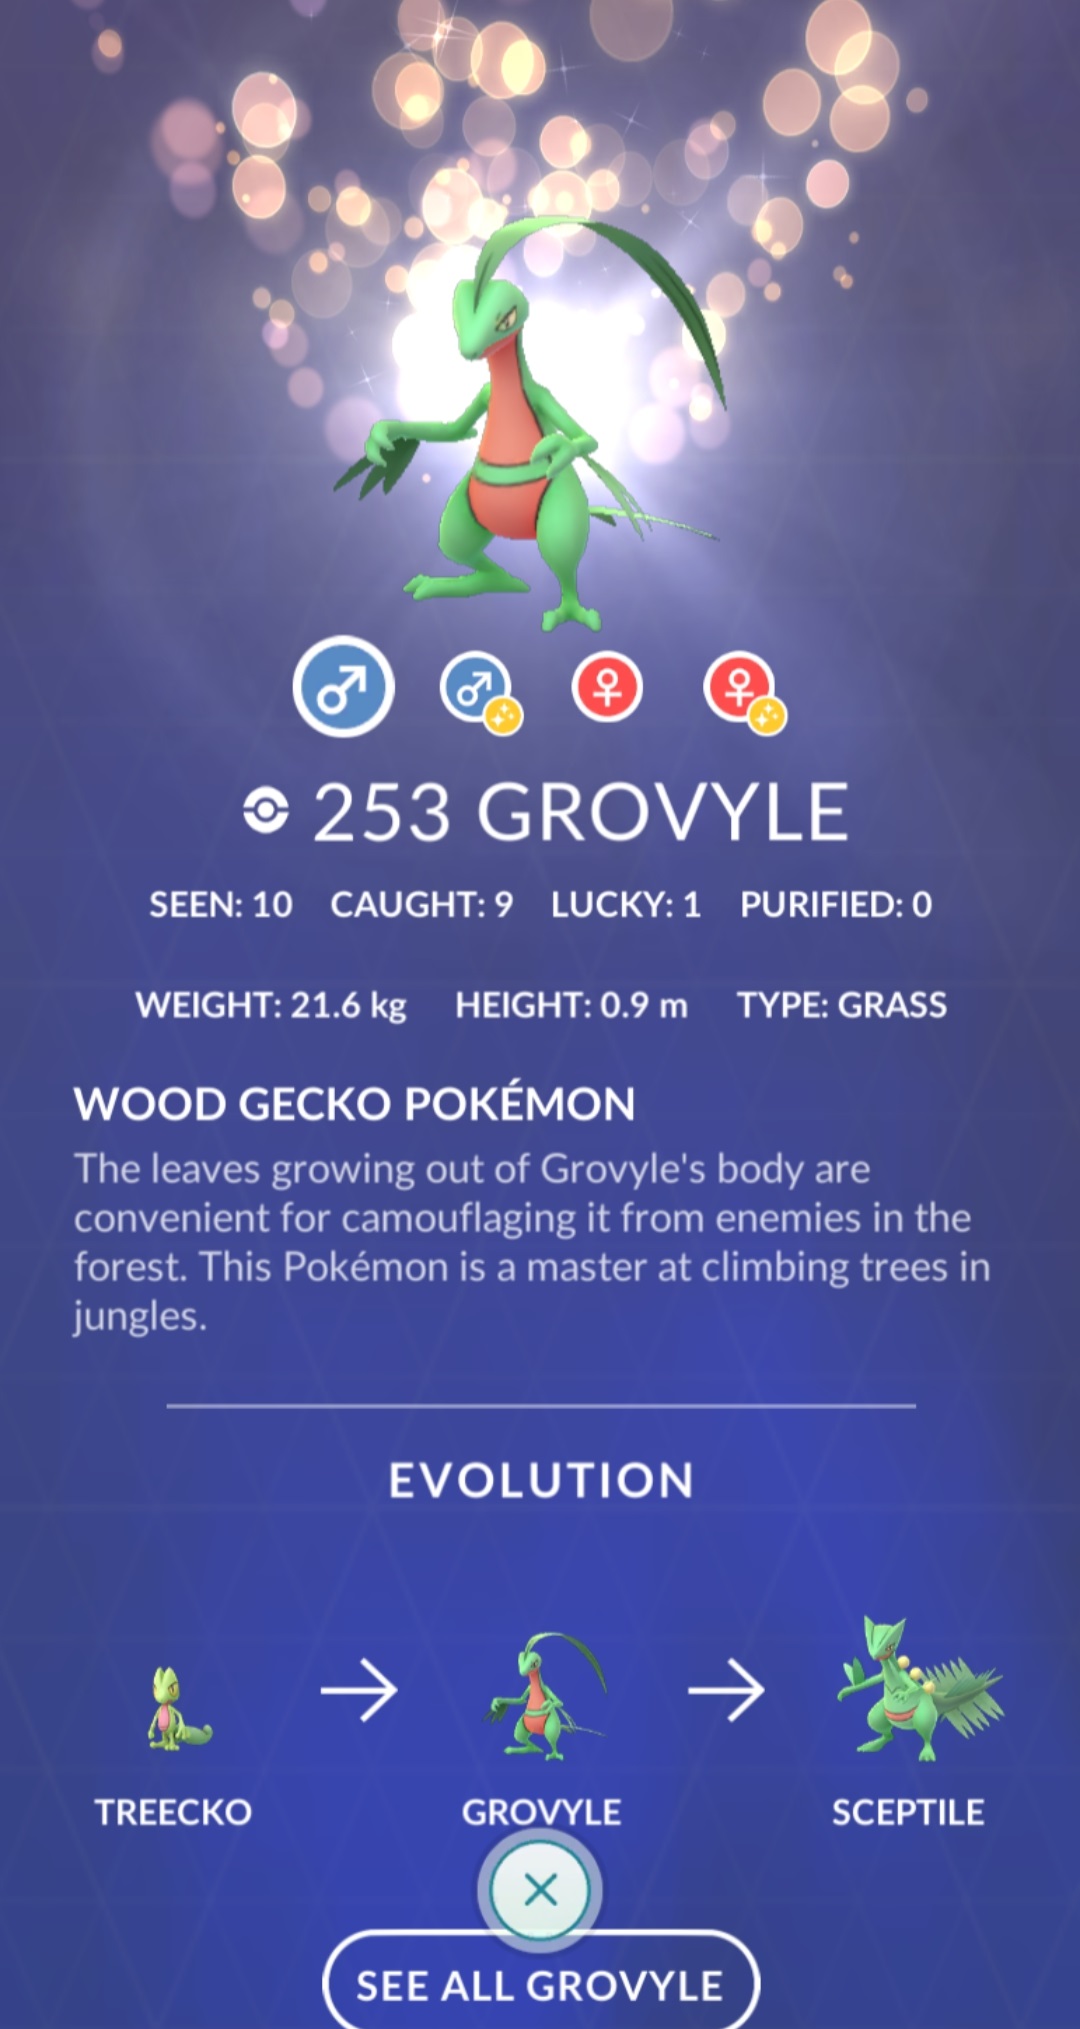 253 GROVYLE
SEEN: 10 CAUGHT: 9 LUCKY: 1 PURIFIED: 0
WEIGHT: 21.6 kg HEIGHT: 0.9 m TYPE: GRASS
WOOD GECKO POKÉMON
The leaves growing out of Grovyle's body are
convenient for camouflaging it from enemies in the
forest. This Pokémon is a master at climbing trees in
jungles.
EVOLUTION
TREECKO GROVYLE SCEPTILE
SEE ALL GROVYLE